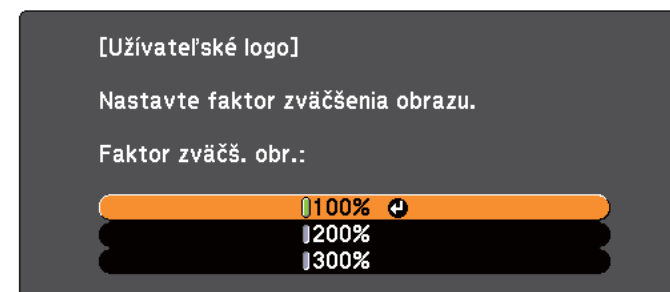 [Užívateľské logo]
Nastavte faktor zväčšenia obrazu.
Faktor zväčš. obr.:
100%
200%
300%